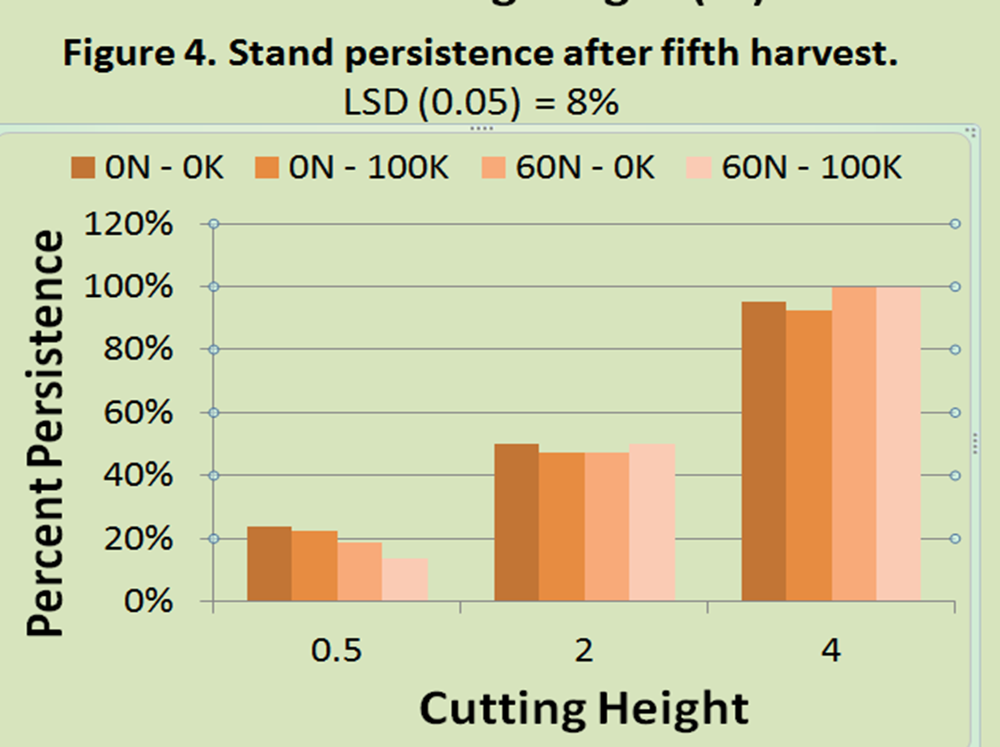 Figure 4. Stand persistence after fifth harvest.
LSD (0.05) = 8%
0N - 0K 0N - 100K 60N - 0K 60N - 100K
120%
100%
80%
60%
40%
20%
0%
Percent Persistence
0.5 2 4
Cutting Height